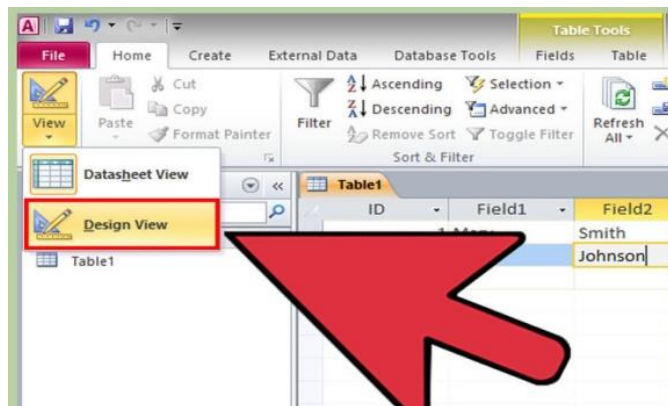 A
Table Tools
File Home Create External Data Database Tools Fields Table
View
Paste
Cut
Copy
Format Painter
Filter
Ascending
Descending
Remove Sort
Selection
Advanced
Toggle Filter
Sort & Filter
Refresh
All
Datasheet View
Design View
Table1
Table1
ID Field1 Field2
Smith
Johnson